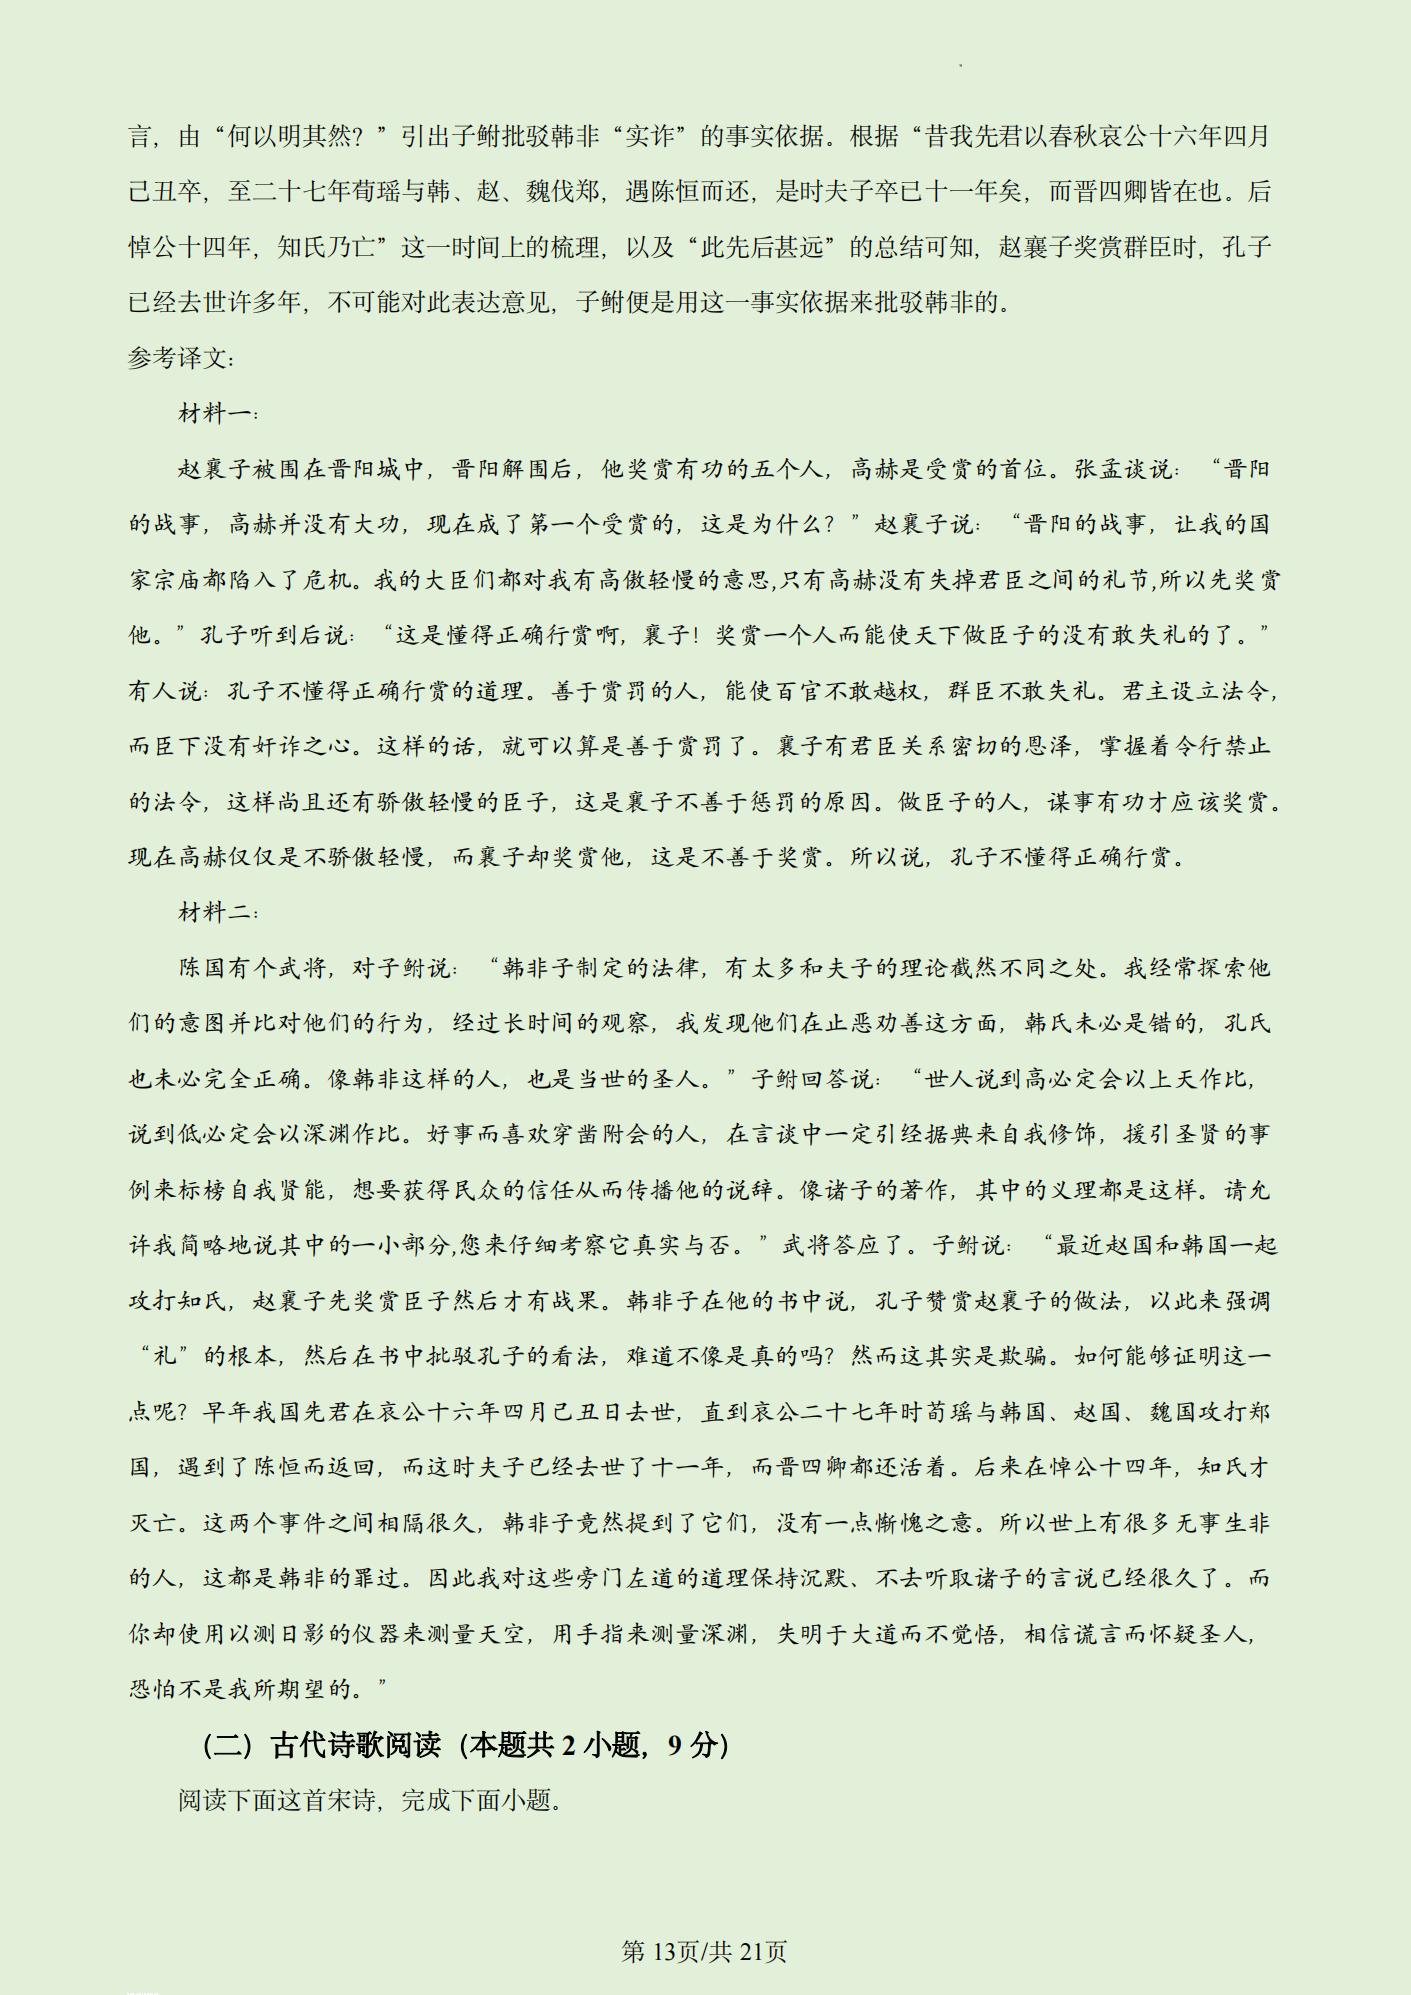 言，由“何以明其然？”引出子鲋批驳韩非“实诈”的事实依据。根据“昔我先君以春秋哀公十六年四月
己丑卒，至二十七年荀瑶与韩、赵、魏伐郑，遇陈恒而还，是时夫子卒已十一年矣，而晋四卿皆在也。后
悼公十四年，知氏乃亡”这一时间上的梳理，以及“此先后甚远”的总结可知，赵襄子奖赏群臣时，孔子
已经去世许多年，不可能对此表达意见，子鲋便是用这一事实依据来批驳韩非的。
参考译文：
材料一：
赵襄子被围在晋阳城中，晋阳解围后，他奖赏有功的五个人，高赫是受赏的首位。张孟谈说：“晋阳
的战事，高赫并没有大功，现在成了第一个受赏的，这是为什么？”赵襄子说：“晋阳的战事，让我的国
家宗庙都陷入了危机。我的大臣们都对我有高傲轻慢的意思,只有高赫没有失掉君臣之间的礼节,所以先奖赏
他。”孔子听到后说：“这是懂得正确行赏啊，襄子！奖赏一个人而能使天下做臣子的没有敢失礼的了。”
有人说：孔子不懂得正确行赏的道理。善于赏罚的人，能使百官不敢越权，群臣不敢失礼。君主设立法令，
而臣下没有奸诈之心。这样的话，就可以算是善于赏罚了。襄子有君臣关系密切的恩泽，掌握着令行禁止
的法令，这样尚且还有骄傲轻慢的臣子，这是襄子不善于惩罚的原因。做臣子的人，谋事有功才应该奖赏。
现在高赫仅仅是不骄傲轻慢，而襄子却奖赏他，这是不善于奖赏。所以说，孔子不懂得正确行赏。
材料二：
陈国有个武将，对子鲋说：“韩非子制定的法律，有太多和夫子的理论截然不同之处。我经常探索他
们的意图并比对他们的行为，经过长时间的观察，我发现他们在止恶劝善这方面，韩氏未必是错的，孔氏
也未必完全正确。像韩非这样的人，也是当世的圣人。”子鲋回答说：“世人说到高必定会以上天作比，
说到低必定会以深渊作比。好事而喜欢穿凿附会的人，在言谈中一定引经据典来自我修饰，援引圣贤的事
例来标榜自我贤能，想要获得民众的信任从而传播他的说辞。像诸子的著作，其中的义理都是这样。请允
许我简略地说其中的一小部分,您来仔细考察它真实与否。”武将答应了。子鲋说：“最近赵国和韩国一起
攻打知氏，赵襄子先奖赏臣子然后才有战果。韩非子在他的书中说，孔子赞赏赵襄子的做法，以此来强调
“礼”的根本，然后在书中批驳孔子的看法，难道不像是真的吗？然而这其实是欺骗。如何能够证明这一
点呢？早年我国先君在哀公十六年四月己丑日去世，直到哀公二十七年时荀瑶与韩国、赵国、魏国攻打郑
国，遇到了陈恒而返回，而这时夫子已经去世了十一年，而晋四卿都还活着。后来在悼公十四年，知氏才
灭亡。这两个事件之间相隔很久，韩非子竟然提到了它们，没有一点惭愧之意。所以世上有很多无事生非
的人，这都是韩非的罪过。因此我对这些旁门左道的道理保持沉默、不去听取诸子的言说已经很久了。而
你却使用以测日影的仪器来测量天空，用手指来测量深渊，失明于大道而不觉悟，相信谎言而怀疑圣人，
恐怕不是我所期望的。”
（二）古代诗歌阅读（本题共 2 小题，9 分）
阅读下面这首宋诗，完成下面小题。
第 13页/共 21页